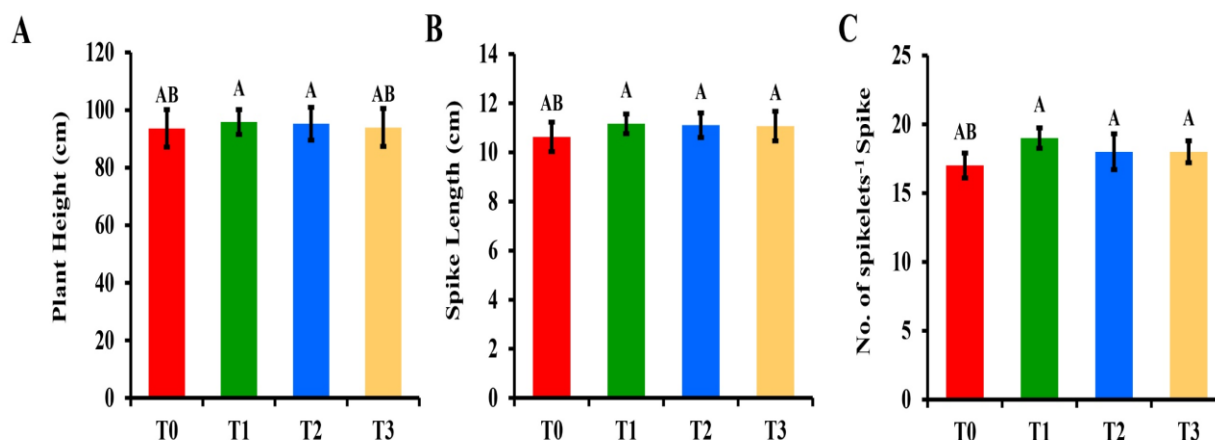 A
Plant Height (cm)
120
100
80
60
40
20
0
AB
A
A
AB
T0
T1
T2
T3
B
Spike Length (cm)
14
12
10
8
6
4
2
0
AB
A
A
A
T0
T1
T2
T3
C
No. of spikelets⁻¹ Spike
25
20
15
10
5
0
AB
A
A
A
T0
T1
T2
T3